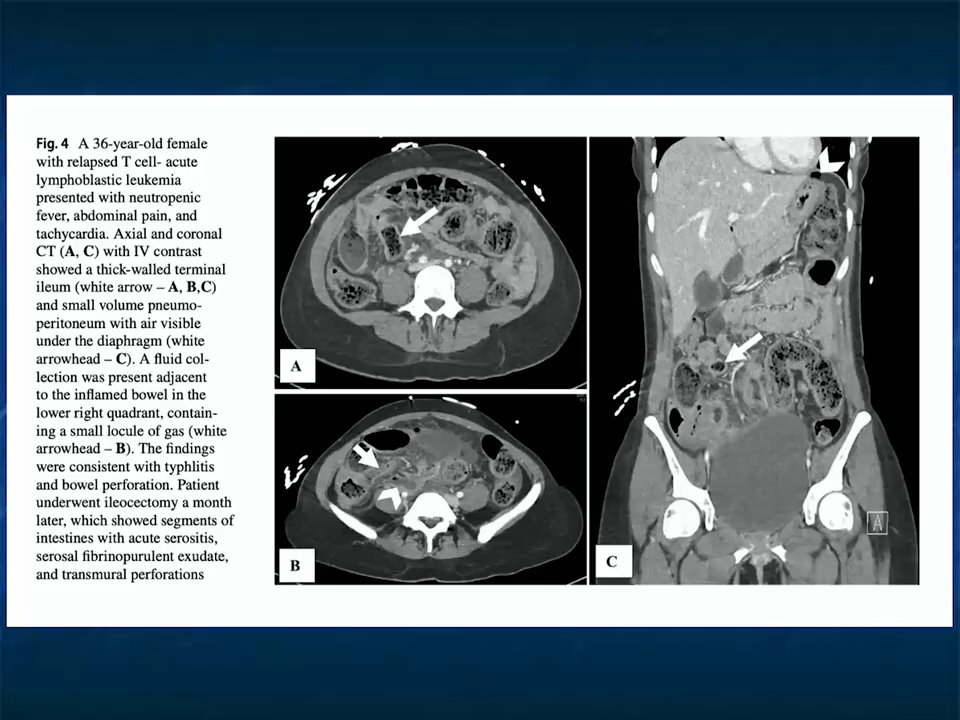 Fig. 4 A 36-year-old female
with relapsed T cell- acute
lymphoblastic leukemia
presented with neutropenic
fever, abdominal pain, and
tachycardia. Axial and coronal
CT (A, C) with IV contrast
showed a thick-walled terminal
ileum (white arrow – A, B,C)
and small volume pneumo-
peritoneum with air visible
under the diaphragm (white
arrowhead – C). A fluid col-
lection was present adjacent
to the inflamed bowel in the
lower right quadrant, contain-
ing a small locule of gas (white
arrowhead – B). The findings
were consistent with typhlitis
and bowel perforation. Patient
underwent ileocectomy a month
later, which showed segments of
intestines with acute serositis,
serosal fibrinopurulent exudate,
and transmural perforations
A
B
C
A